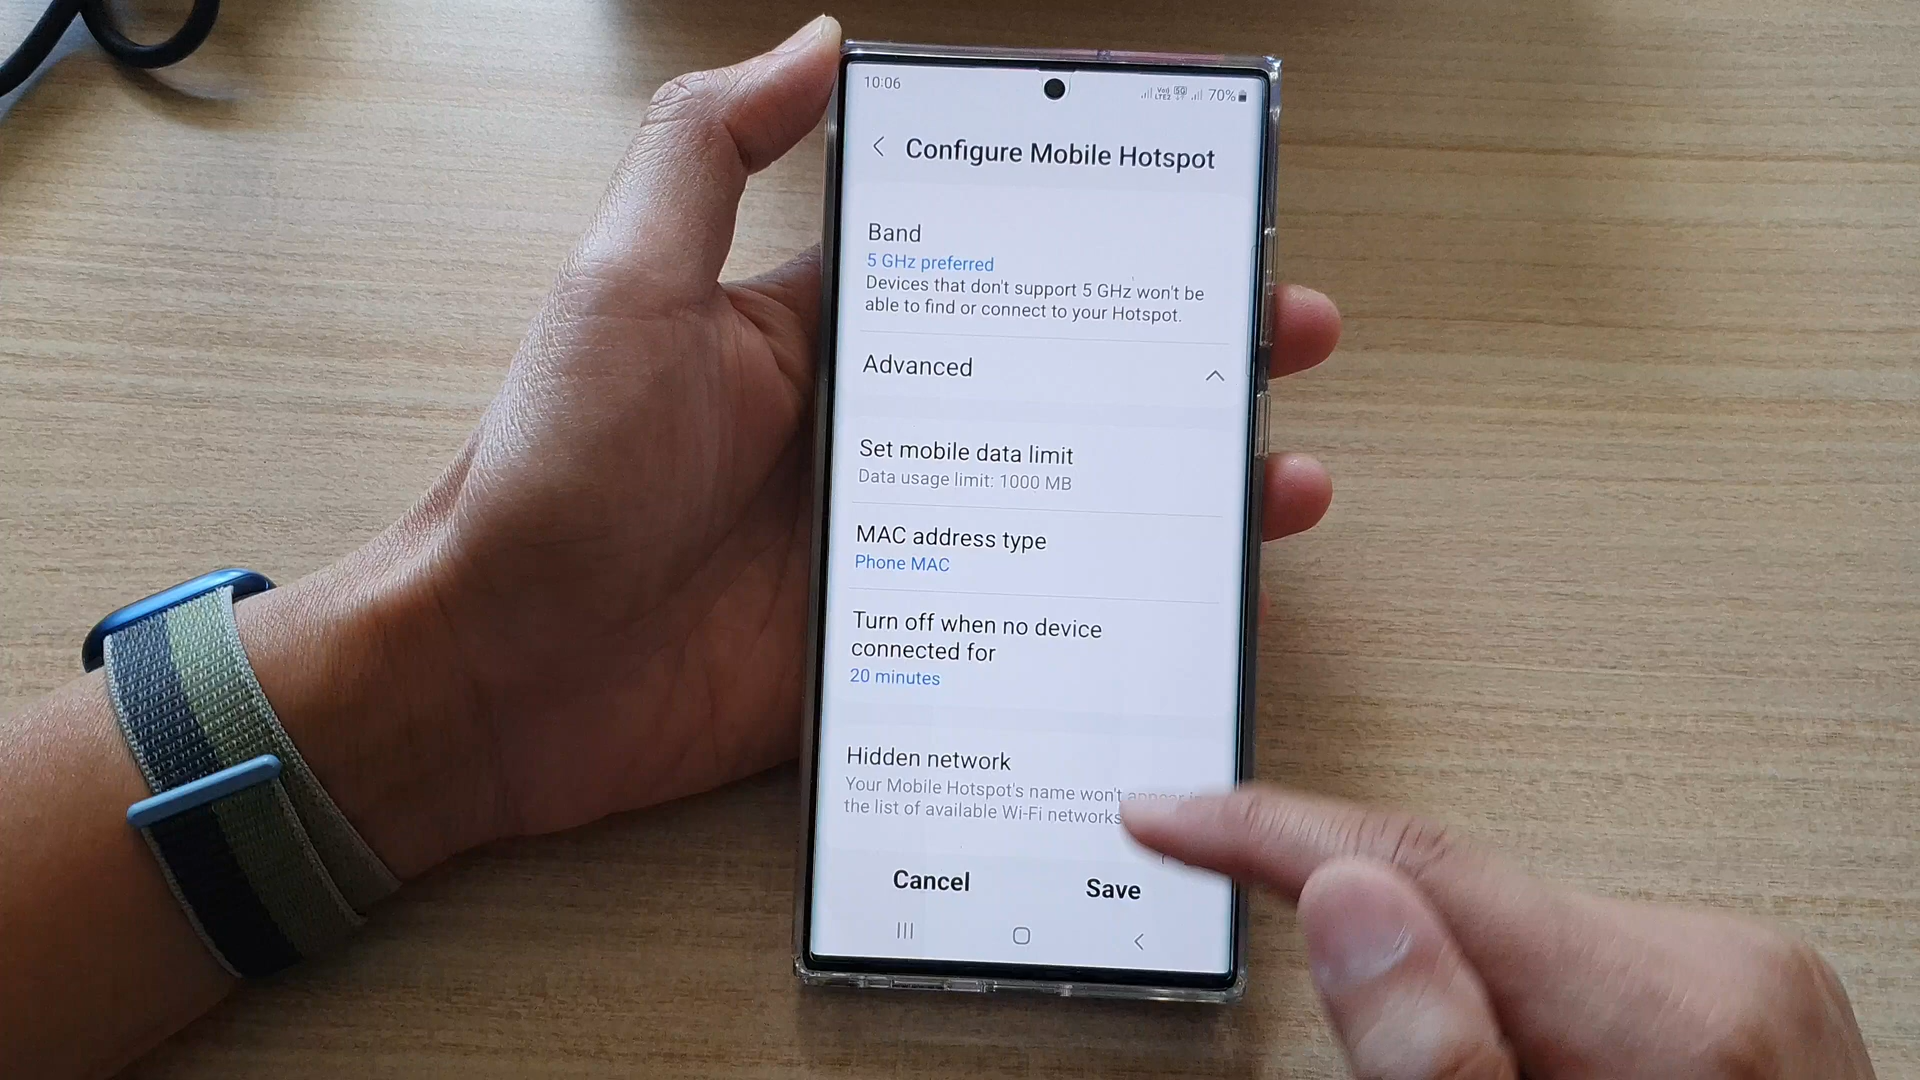 10:06
70%
Configure Mobile Hotspot
Band
5 GHz preferred
Devices that don't support 5 GHz won't be
able to find or connect to your Hotspot.
Advanced
Set mobile data limit
Data usage limit: 1000 MB
MAC address type
Phone MAC
Turn off when no device
connected for
20 minutes
Hidden network
Your Mobile Hotspot's name won't appear in
the list of available Wi-Fi networks
Cancel
Save